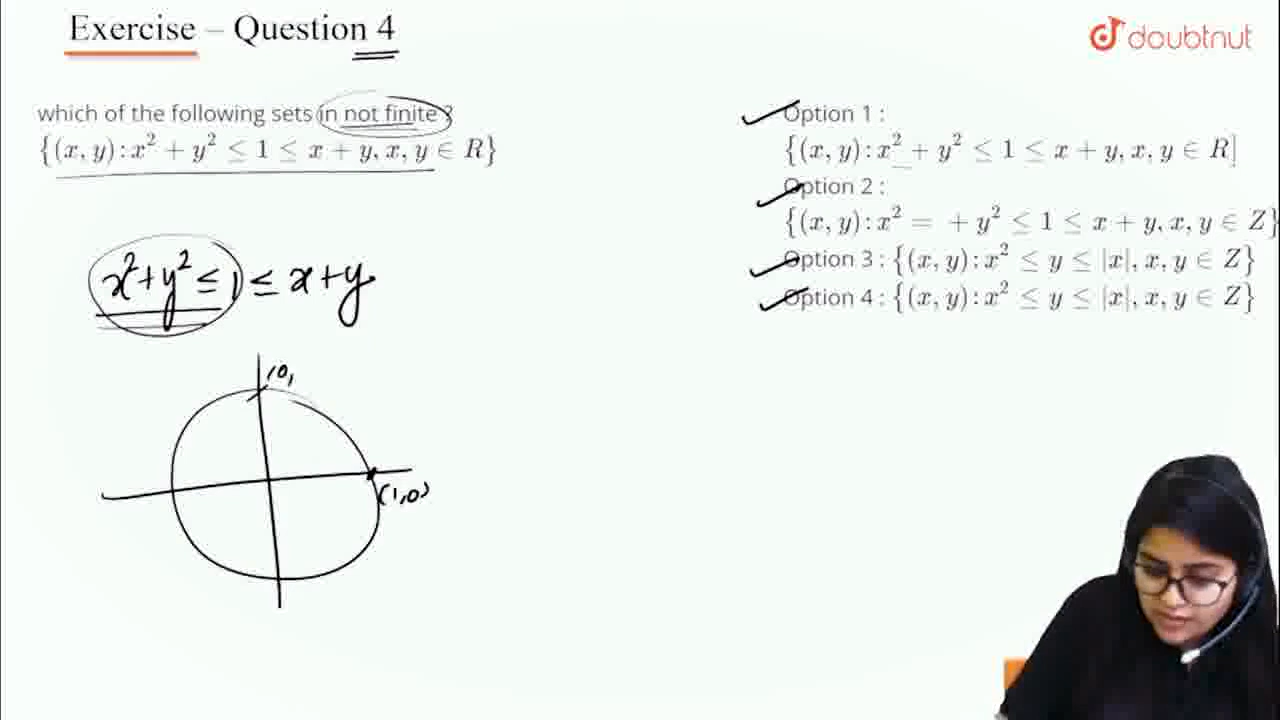 Exercise – Question 4
doubtnut
which of the following sets in not finite ?
{(x, y) : x² + y² ≤ 1 ≤ x + y, x, y ∈ R}
x²+y² ≤ 1 ≤ x+y
(0,
(1,0)
Option 1 :
{(x, y) : x² + y² ≤ 1 ≤ x + y, x, y ∈ R]
Option 2 :
{(x, y) : x² = + y² ≤ 1 ≤ x + y, x, y ∈ Z}
Option 3 : {(x, y) : x² ≤ y ≤ |x|, x, y ∈ Z}
Option 4 : {(x, y) : x² ≤ y ≤ |x|, x, y ∈ Z}